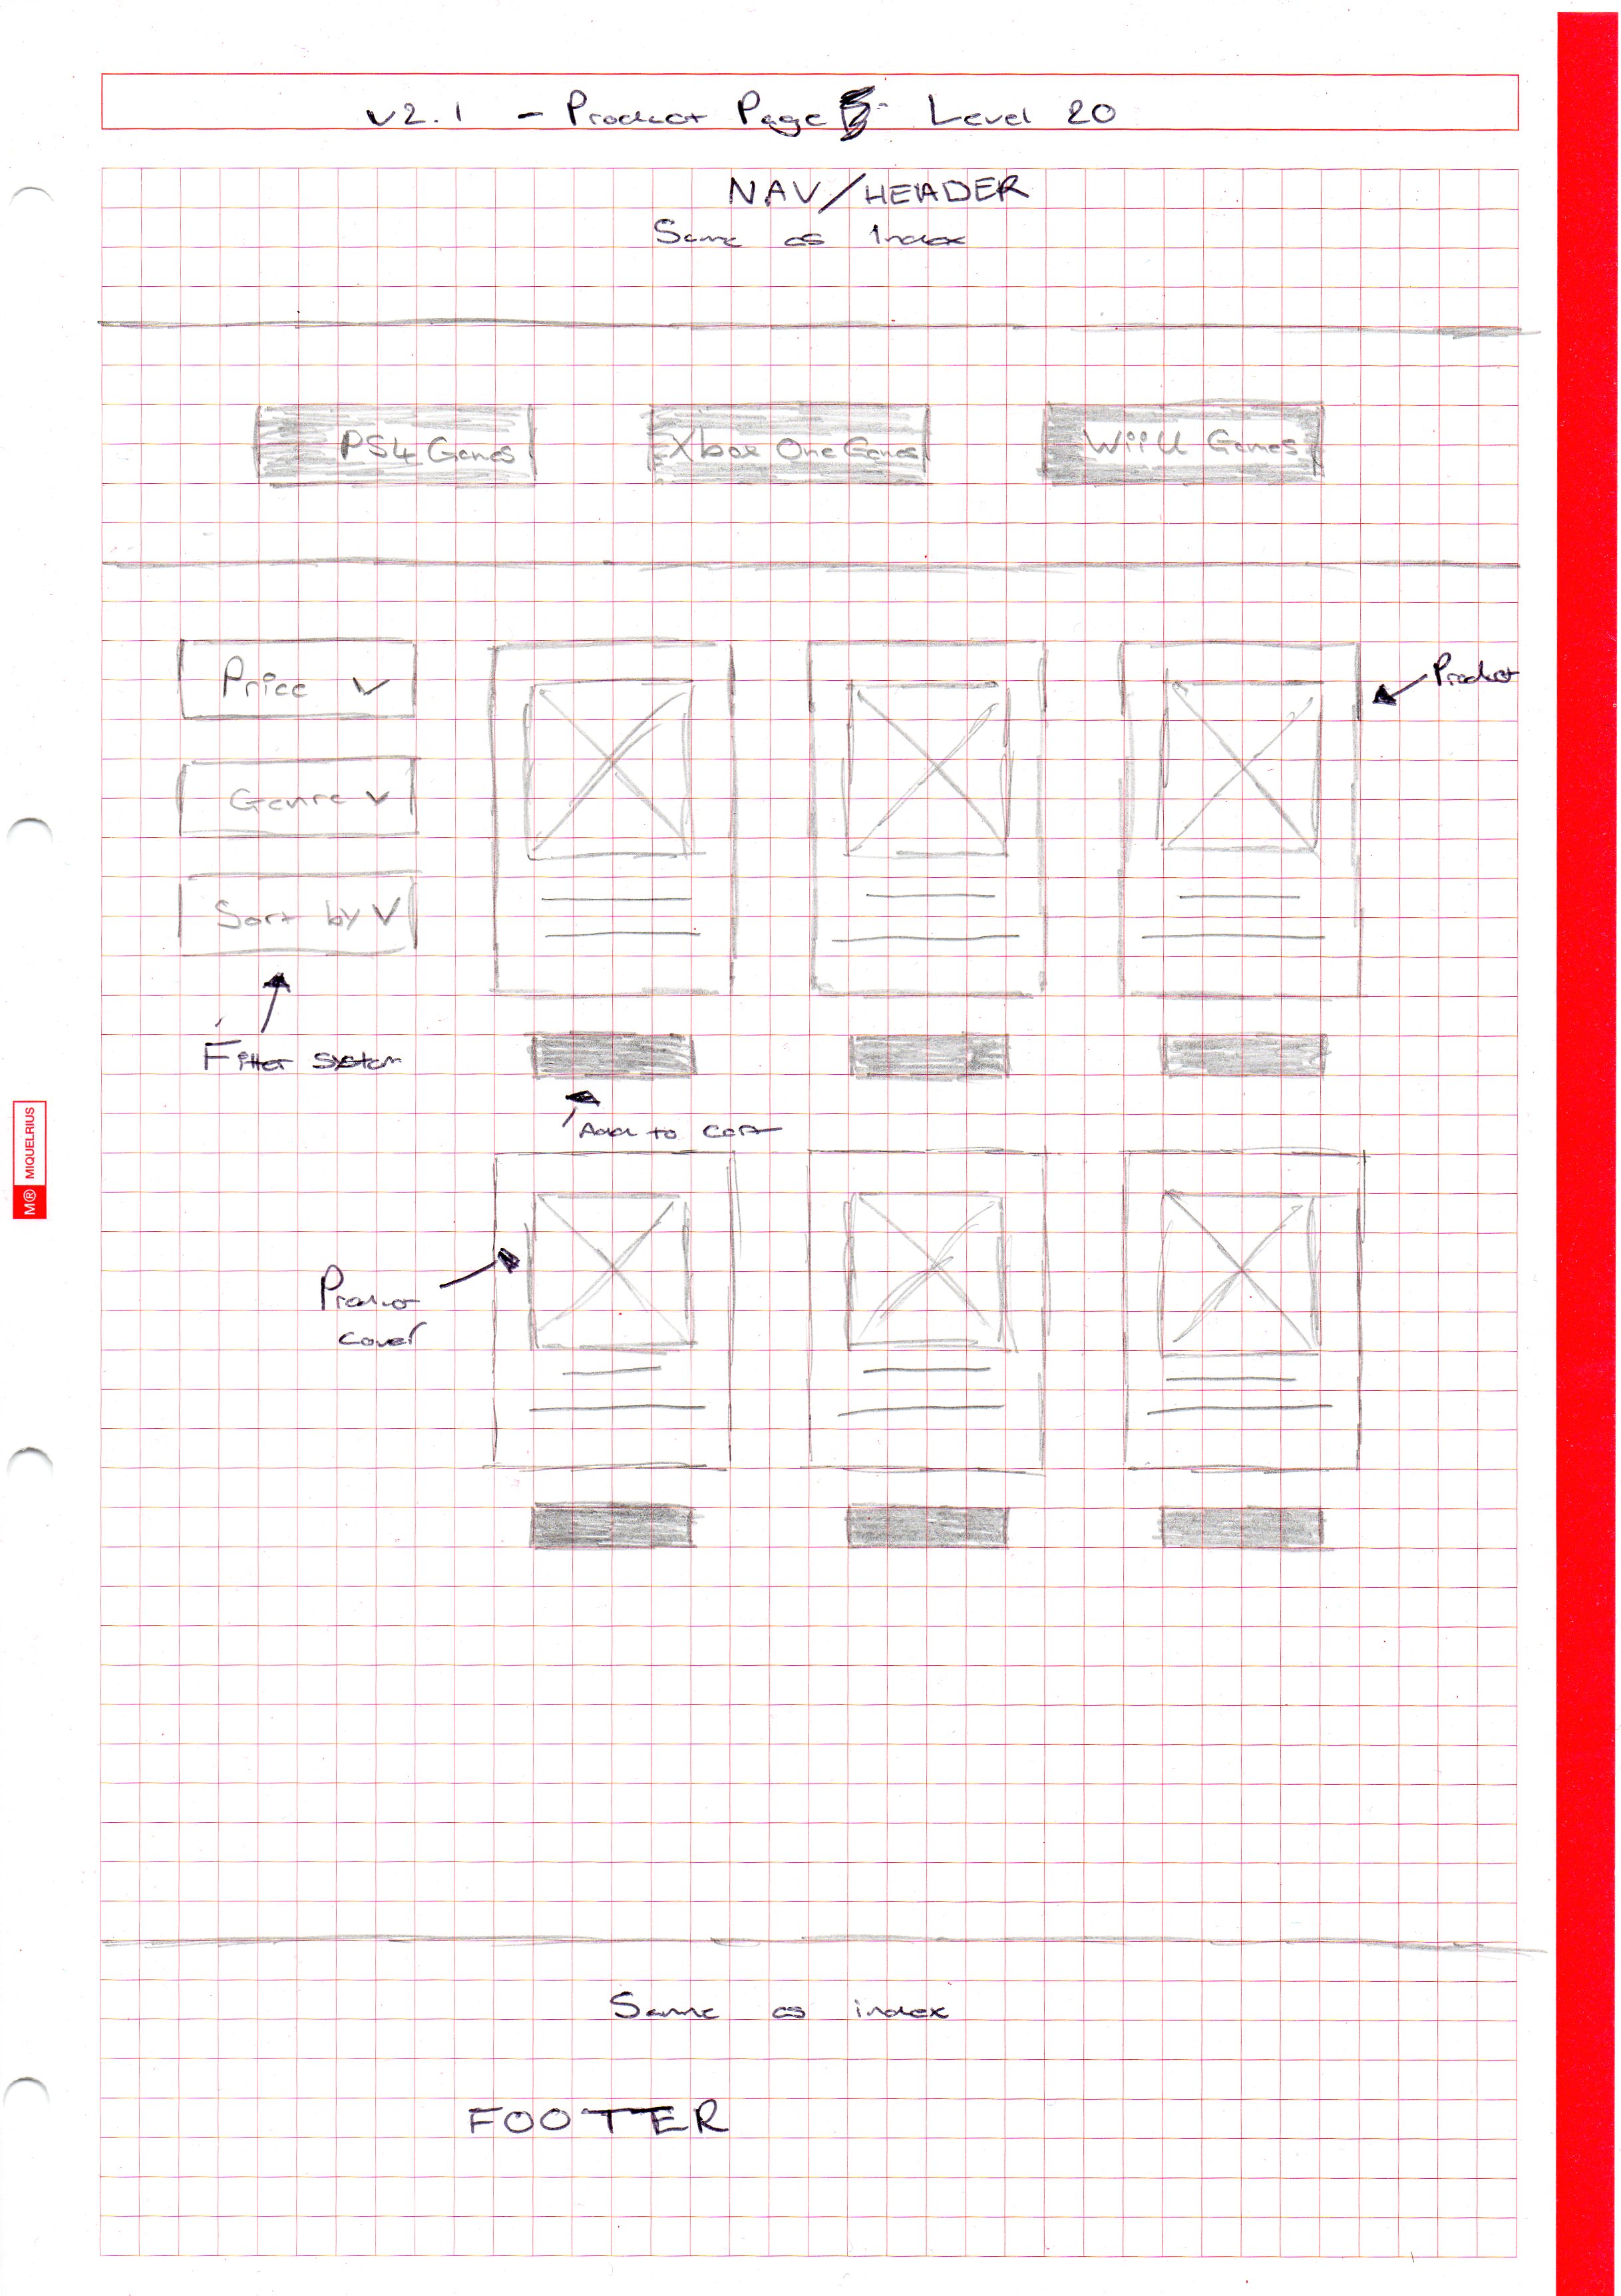 v2.1 - Product Page Level 20
NAV/HEADER
Same as Index
PS4 Games
Xbox One Games
Wii U Games
Price
Product
Genre
Sort by
Filter system
Add to cart
MIQUELRIUS
Product
cover
Same as index
FOOTER